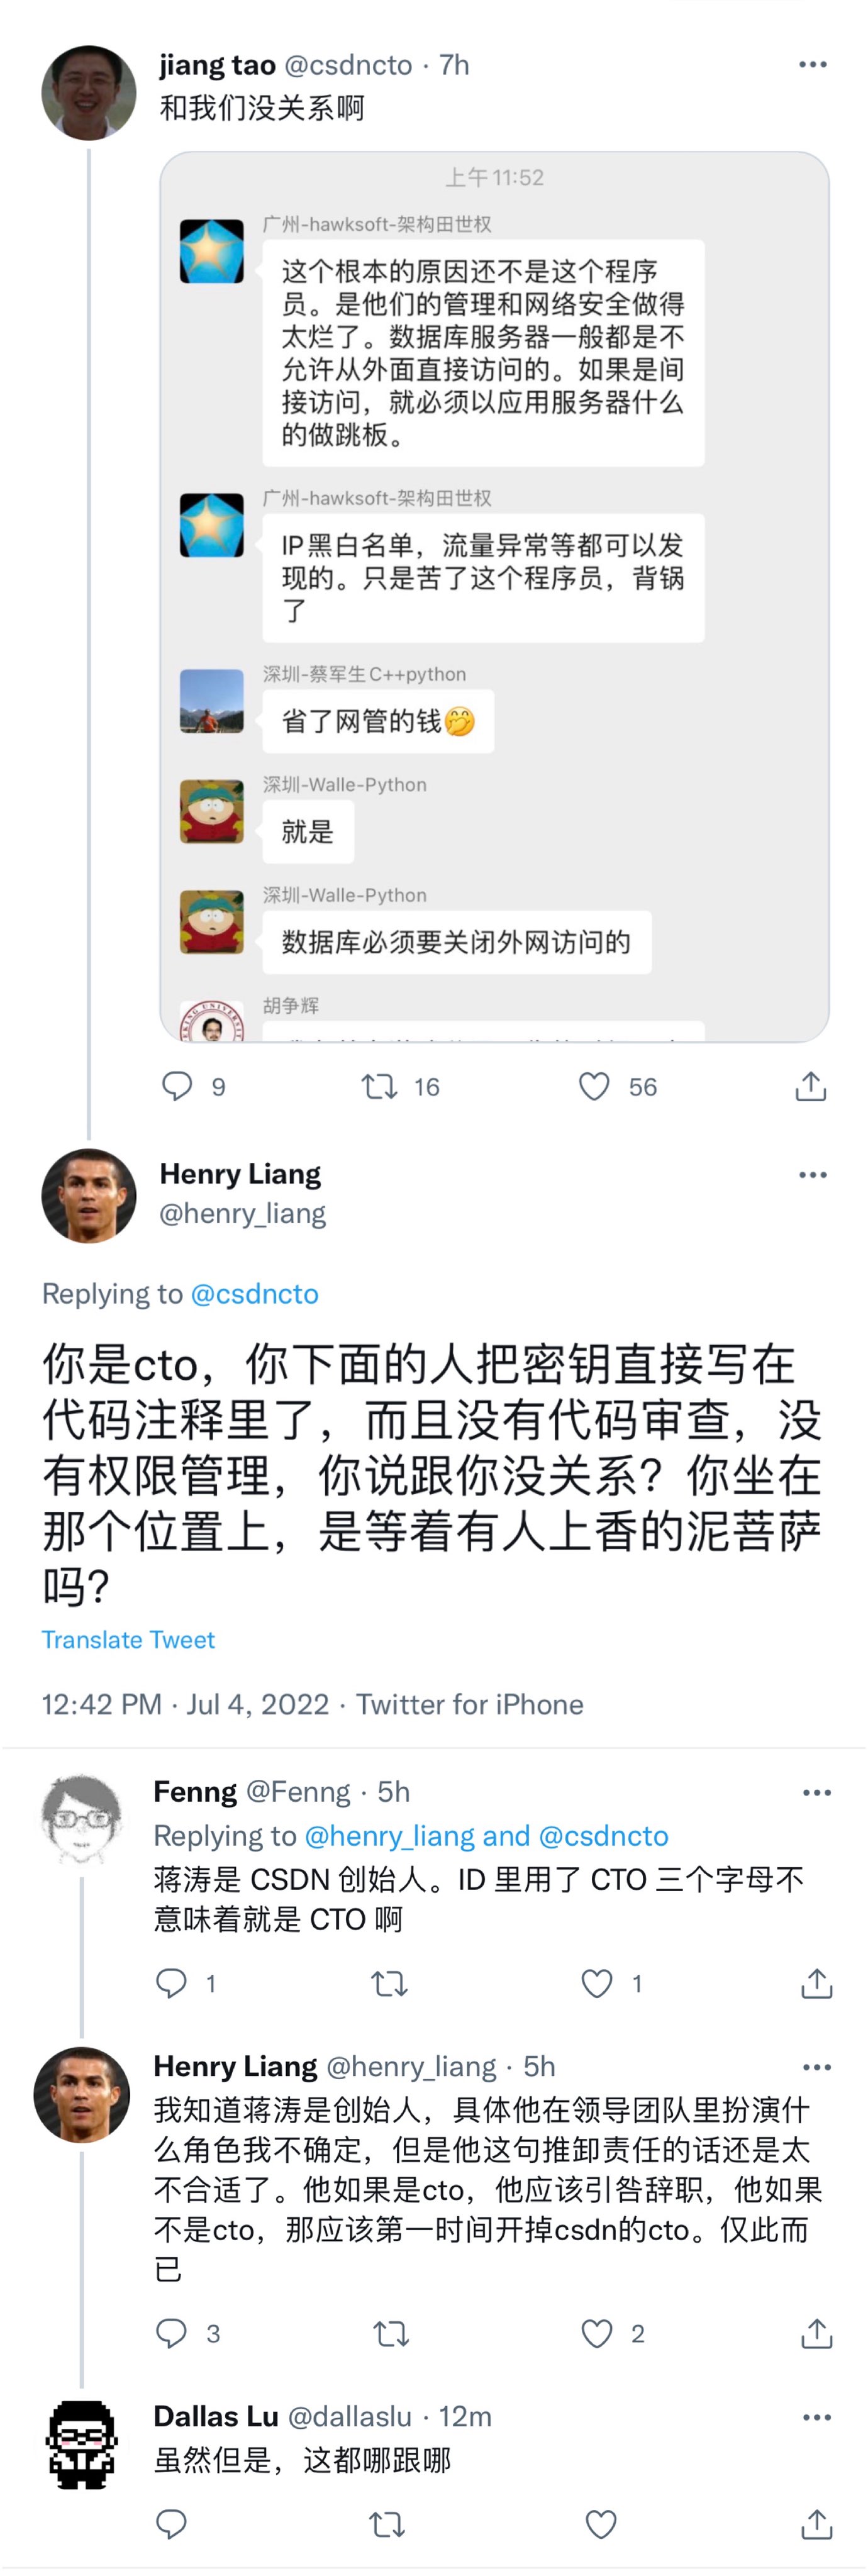 jiang tao @csdncto · 7h
和我们没关系啊
上午11:52
广州-hawksoft-架构田世权
这个根本的原因还不是这个程序
员。是他们的管理和网络安全做得
太烂了。数据库服务器一般都是不
允许从外面直接访问的。如果是间
接访问，就必须以应用服务器什么
的做跳板。
广州-hawksoft-架构田世权
IP黑白名单，流量异常等都可以发
现的。只是苦了这个程序员，背锅
了
深圳-蔡军生C++python
省了网管的钱🤭
深圳-Walle-Python
就是
深圳-Walle-Python
数据库必须要关闭外网访问的
胡争辉
9 16 56
Henry Liang
@henry_liang
Replying to @csdncto
你是cto，你下面的人把密钥直接写在
代码注释里了，而且没有代码审查，没
有权限管理，你说跟你没关系？你坐在
那个位置上，是等着有人上香的泥菩萨
吗？
Translate Tweet
12:42 PM · Jul 4, 2022 · Twitter for iPhone
Fenng @Fenng · 5h
Replying to @henry_liang and @csdncto
蒋涛是 CSDN 创始人。ID 里用了 CTO 三个字母不
意味着就是 CTO 啊
1 1
Henry Liang @henry_liang · 5h
我知道蒋涛是创始人，具体他在领导团队里扮演什
么角色我不确定，但是他这句推卸责任的话还是太
不合适了。他如果是cto，他应该引咎辞职，他如果
不是cto，那应该第一时间开掉csdn的cto。仅此而
已
3 2
Dallas Lu @dallaslu · 12m
虽然但是，这都哪跟哪